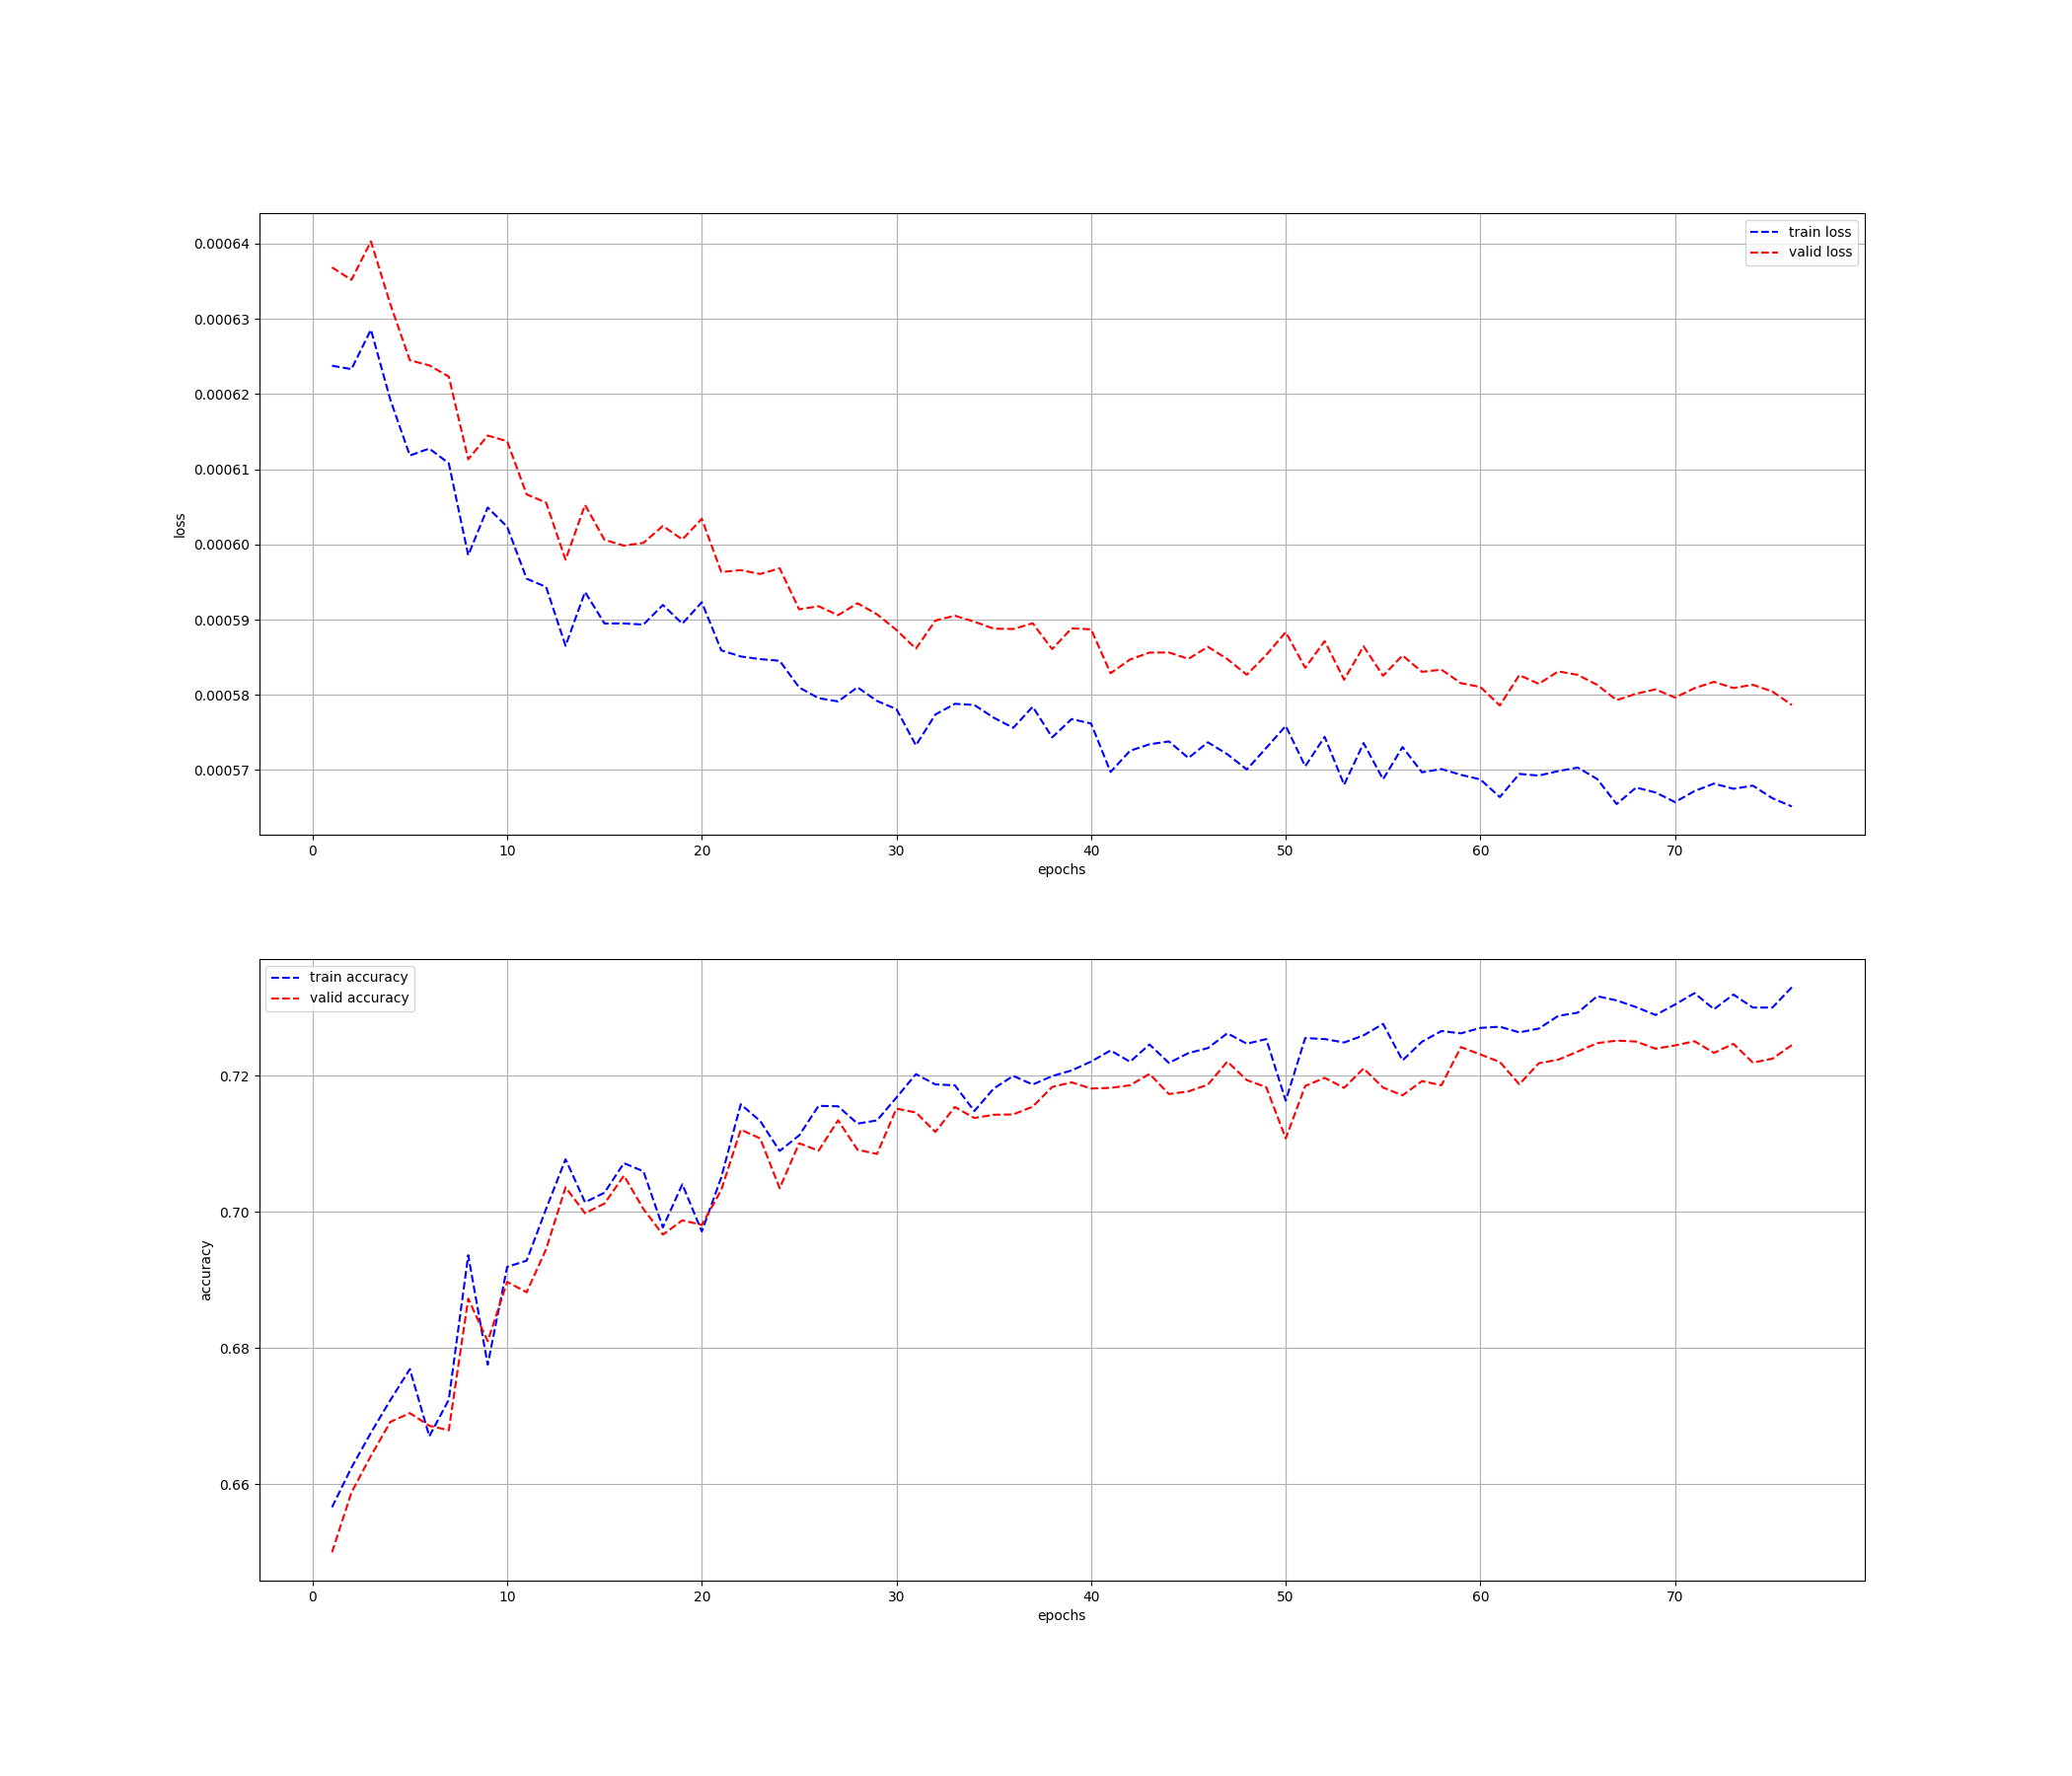 train loss
valid loss
0.00064
0.00063
0.00062
0.00061
0.00060
0.00059
0.00058
0.00057
loss
0 10 20 30 40 50 60 70
epochs
train accuracy
valid accuracy
0.72
0.70
0.68
0.66
accuracy
0 10 20 30 40 50 60 70
epochs